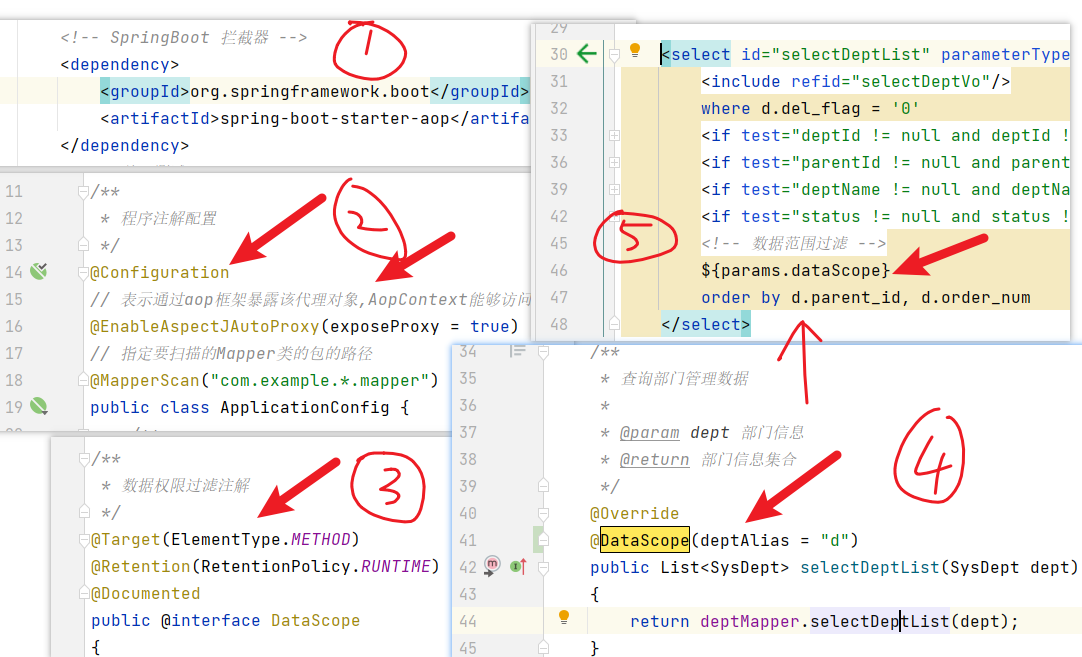 <!-- SpringBoot 拦截器 -->
<dependency>
<groupId>org.springframework.boot</groupId>
<artifactId>spring-boot-starter-aop</artifa
</dependency>
1
11 /**
12 * 程序注解配置
13 */
14 @Configuration
15 // 表示通过aop框架暴露该代理对象,AopContext能够访问
16 @EnableAspectJAutoProxy(exposeProxy = true)
17 // 指定要扫描的Mapper类的包的路径
18 @MapperScan("com.example.*.mapper")
19 public class ApplicationConfig {
2
/**
* 数据权限过滤注解
*/
@Target(ElementType.METHOD)
@Retention(RetentionPolicy.RUNTIME)
@Documented
public @interface DataScope
{
3
29
30 <select id="selectDeptList" parameterType
31 <include refid="selectDeptVo"/>
32 where d.del_flag = '0'
33 <if test="deptId != null and deptId !
36 <if test="parentId != null and parent
39 <if test="deptName != null and deptNa
42 <if test="status != null and status !
45 <!-- 数据范围过滤 -->
46 ${params.dataScope}
47 order by d.parent_id, d.order_num
48 </select>
5
34 /**
35 * 查询部门管理数据
36 *
37 * @param dept 部门信息
38 * @return 部门信息集合
39 */
40 @Override
41 @DataScope(deptAlias = "d")
42 public List<SysDept> selectDeptList(SysDept dept)
43 {
44 return deptMapper.selectDeptList(dept);
45 }
4